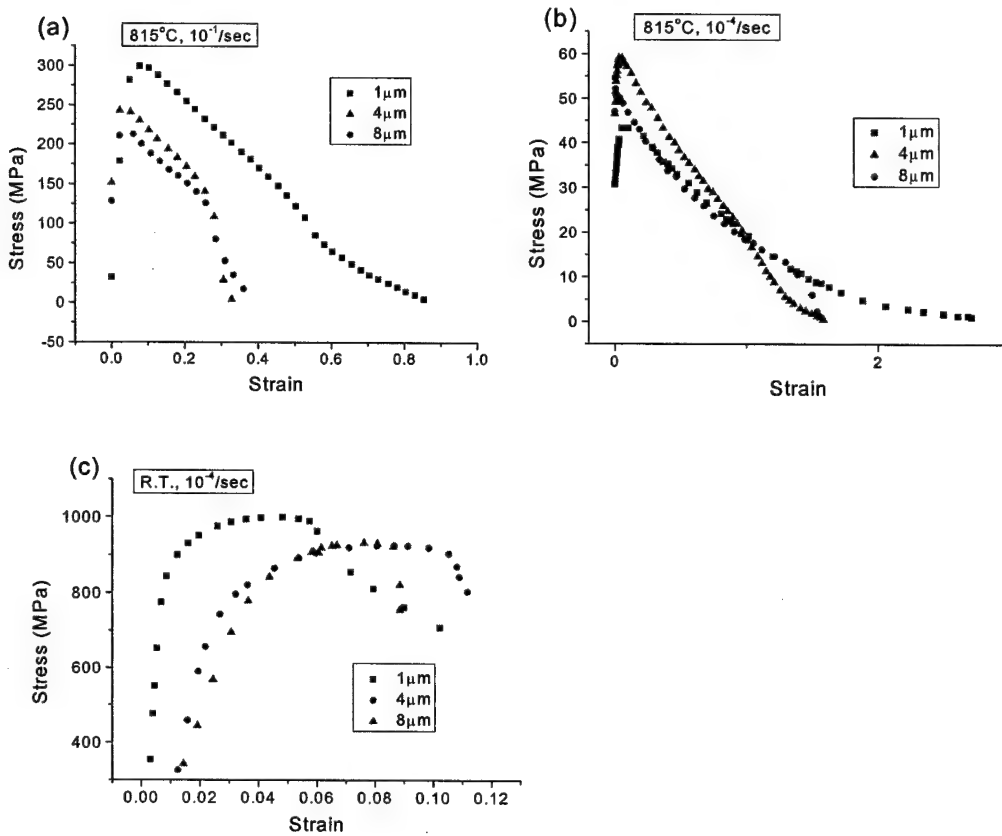 (a)
815°C, 10⁻¹/sec
300
250
200
150
100
50
0
-50
0.0
0.2
0.4
0.6
0.8
1.0
Stress (MPa)
Strain
1μm
4μm
8μm
(b)
815°C, 10⁻⁴/sec
60
50
40
30
20
10
0
0
2
Stress (MPa)
Strain
1μm
4μm
8μm
(c)
R.T., 10⁻⁴/sec
1000
800
600
400
0.00
0.02
0.04
0.06
0.08
0.10
0.12
Stress (MPa)
Strain
1μm
4μm
8μm